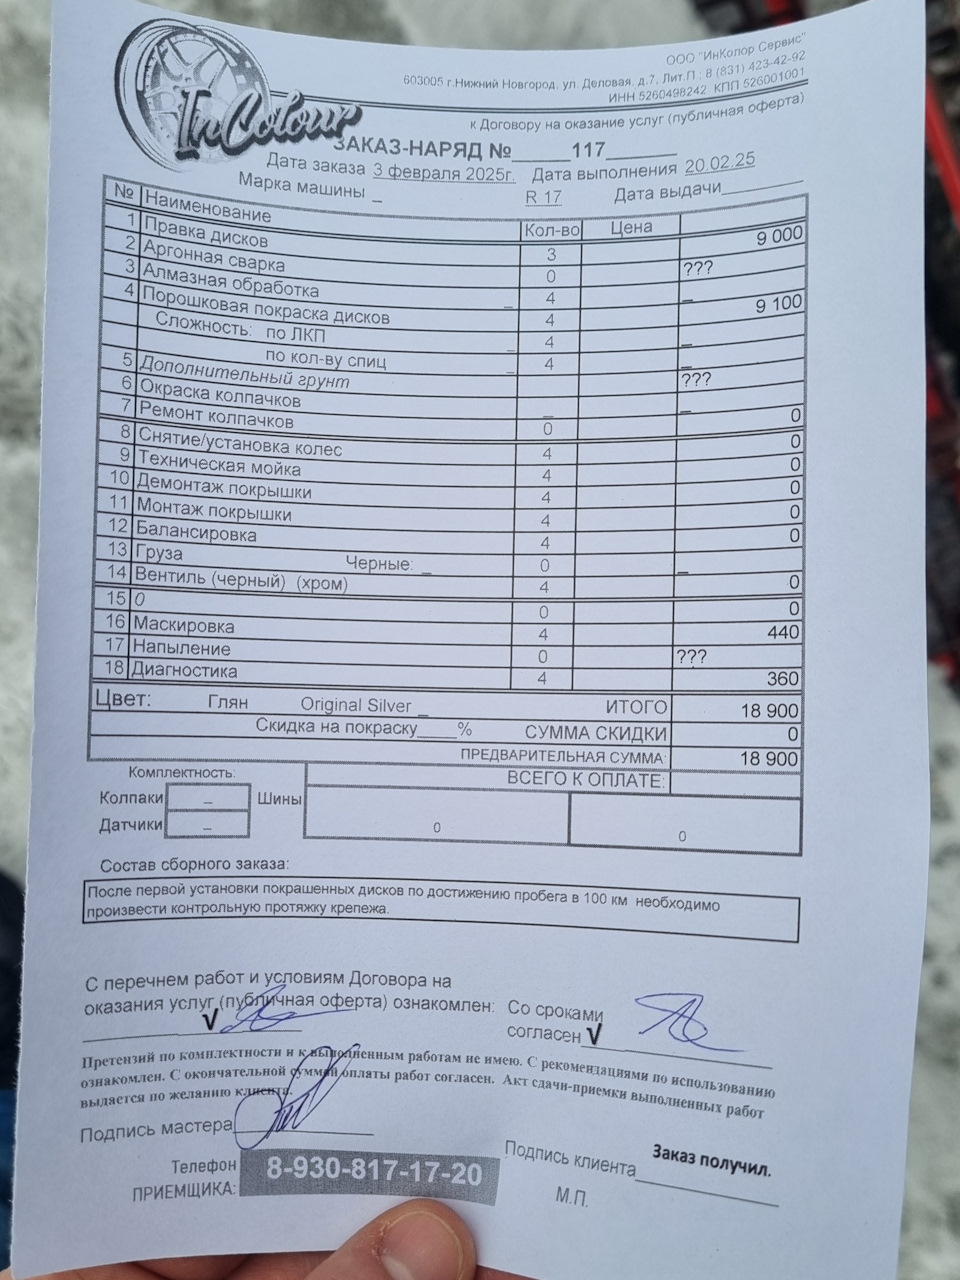 InColour
ООО "ИнКолор Сервис"
603005 г.Нижний Новгород, ул. Деловая, д.7, Лит.П ; 8 (831) 423-42-92
ИНН 5260498242 КПП 526001001
к Договору на оказание услуг (публичная оферта)
ЗАКАЗ-НАРЯД №______117______
Дата заказа 3 февраля 2025г. Дата выполнения 20.02.25
Марка машины _ R 17 Дата выдачи________
№ Наименование Кол-во Цена
1 Правка дисков 3 9 000
2 Аргонная сварка 0 ???
3 Алмазная обработка _ 4 _
4 Порошковая покраска дисков 4 9 100
Сложность: по ЛКП _ 4 _
по кол-ву спиц _ 4 _
5 Дополнительный грунт ???
6 Окраска колпачков _ _
7 Ремонт колпачков 0 0
8 Снятие/установка колес 4 0
9 Техническая мойка 4 0
10 Демонтаж покрышки 4 0
11 Монтаж покрышки 4 0
12 Балансировка 4 0
13 Груза Черные: _ 0 _
14 Вентиль (черный) (хром) 4 0
15 0 0 0
16 Маскировка 4 440
17 Напыление 0 ???
18 Диагностика 4 360
Цвет: Глян Original Silver _ ИТОГО 18 900
Скидка на покраску____% СУММА СКИДКИ 0
ПРЕДВАРИТЕЛЬНАЯ СУММА: 18 900
ВСЕГО К ОПЛАТЕ:
Комплектность:
Колпаки _ Шины
Датчики _ 0 0
Состав сборного заказа:
После первой установки покрашенных дисков по достижению пробега в 100 км необходимо
произвести контрольную протяжку крепежа.
С перечнем работ и условиям Договора на
оказания услуг (публичная оферта) ознакомлен: Со сроками
√ согласен √
Претензий по комплектности и к выполненным работам не имею. С рекомендациями по использованию
ознакомлен. С окончательной суммой оплаты работ согласен. Акт сдачи-приемки выполненных работ
выдается по желанию клиента.
Подпись мастера
Подпись клиента Заказ получил.
Телефон
ПРИЕМЩИКА: 8-930-817-17-20
М.П.